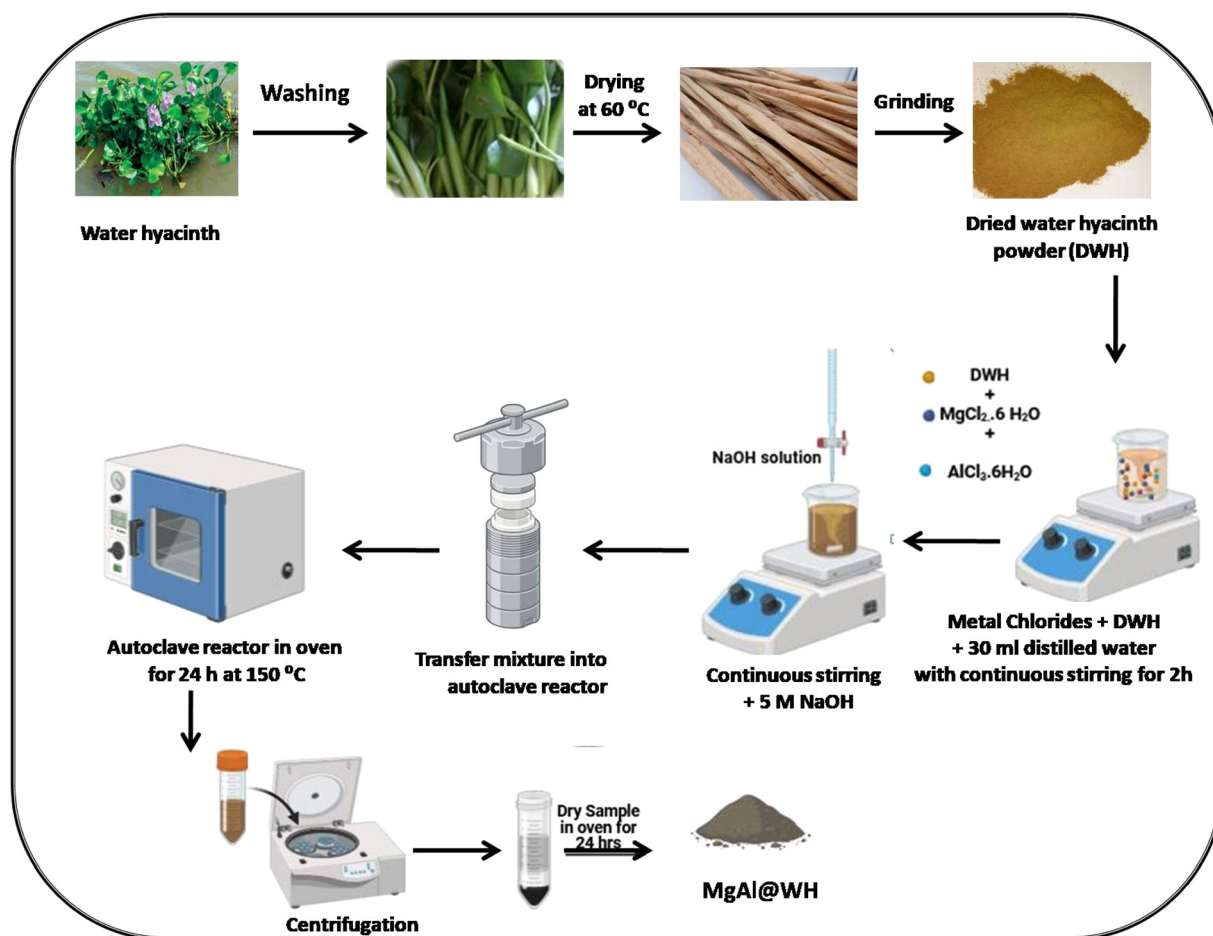 Washing
Drying
at 60 ⁰C
Grinding
Water hyacinth
Dried water hyacinth
powder (DWH)
DWH
+
MgCl₂.6 H₂O
+
AlCl₃.6H₂O
NaOH solution
Metal Chlorides + DWH
+ 30 ml distilled water
with continuous stirring for 2h
Continuous stirring
+ 5 M NaOH
Transfer mixture into
autoclave reactor
Autoclave reactor in oven
for 24 h at 150 ⁰C
Centrifugation
Dry Sample
in oven for
24 hrs
MgAl@WH